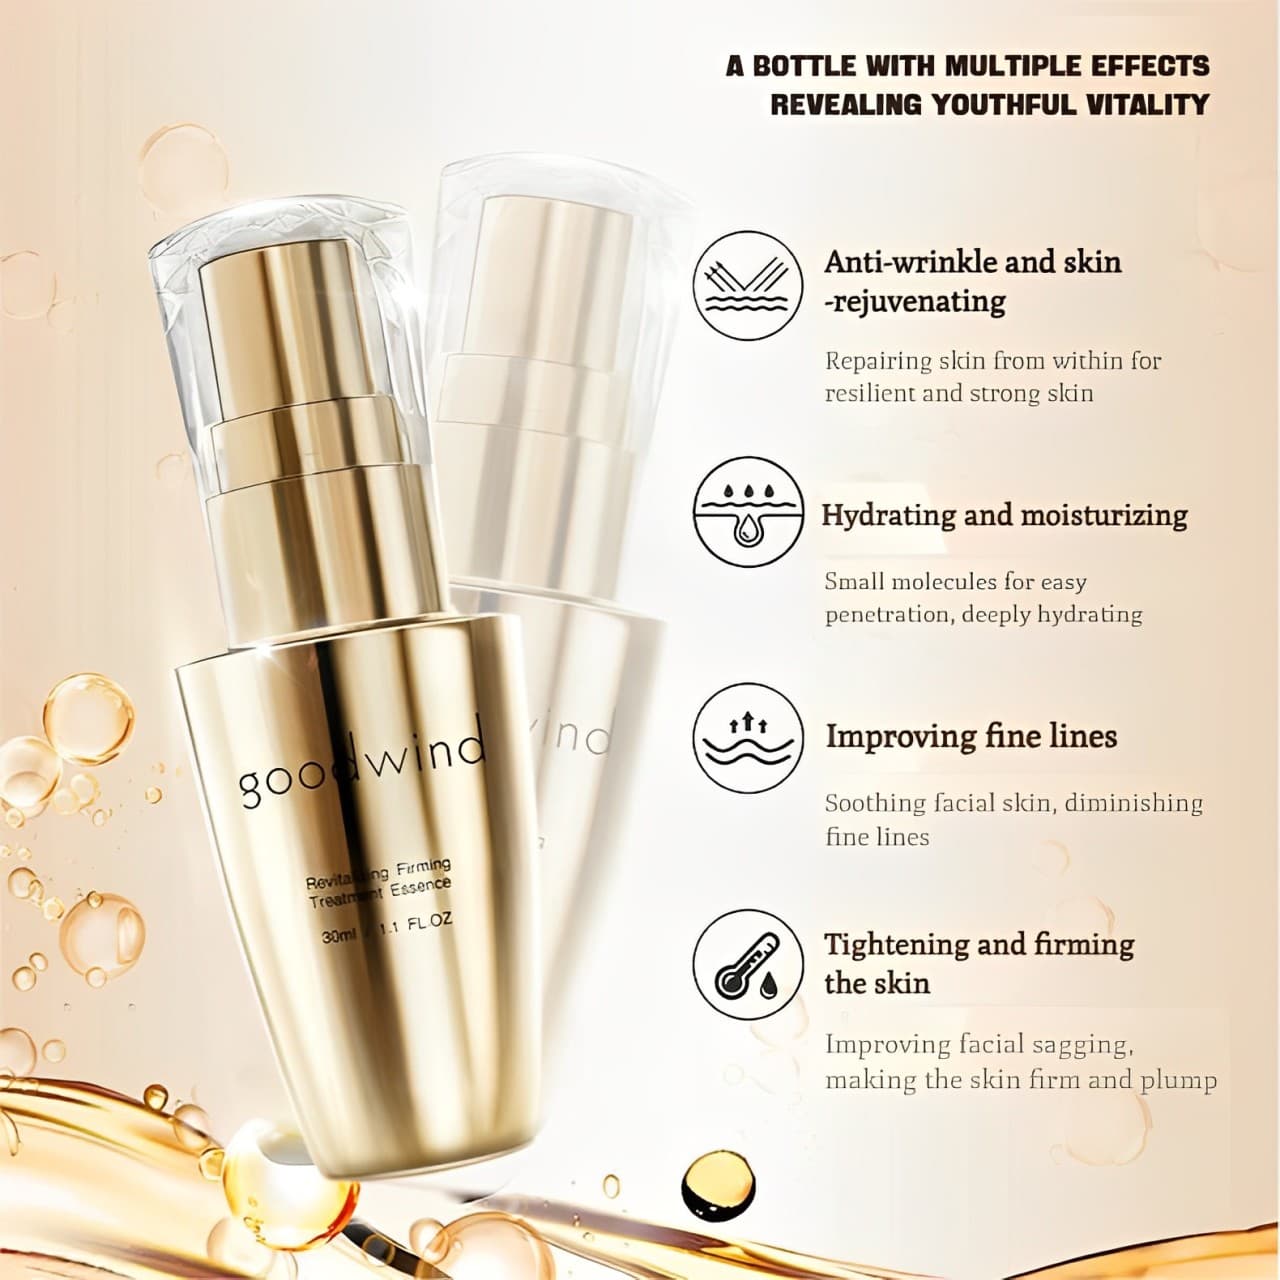 A BOTTLE WITH MULTIPLE EFFECTS
REVEALING YOUTHFUL VITALITY
Anti-wrinkle and skin
-rejuvenating
Repairing skin from within for
resilient and strong skin
Hydrating and moisturizing
Small molecules for easy
penetration, deeply hydrating
Improving fine lines
Soothing facial skin, diminishing
fine lines
Tightening and firming
the skin
Improving facial sagging,
making the skin firm and plump
goodwind
Revitalizing Firming
Treatment Essence
30ml / 1.1 FL.OZ